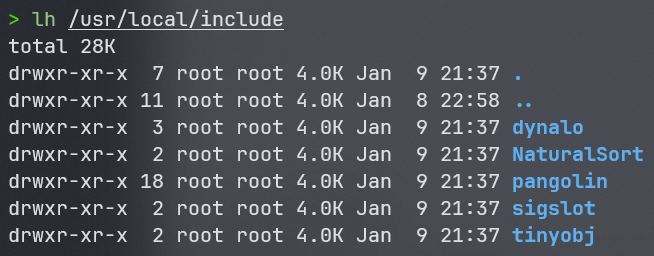 > lh /usr/local/include
total 28K
drwxr-xr-x  7 root root 4.0K Jan  9 21:37 .
drwxr-xr-x 11 root root 4.0K Jan  8 22:58 ..
drwxr-xr-x  3 root root 4.0K Jan  9 21:37 dynalo
drwxr-xr-x  2 root root 4.0K Jan  9 21:37 NaturalSort
drwxr-xr-x 18 root root 4.0K Jan  9 21:37 pangolin
drwxr-xr-x  2 root root 4.0K Jan  9 21:37 sigslot
drwxr-xr-x  2 root root 4.0K Jan  9 21:37 tinyobj